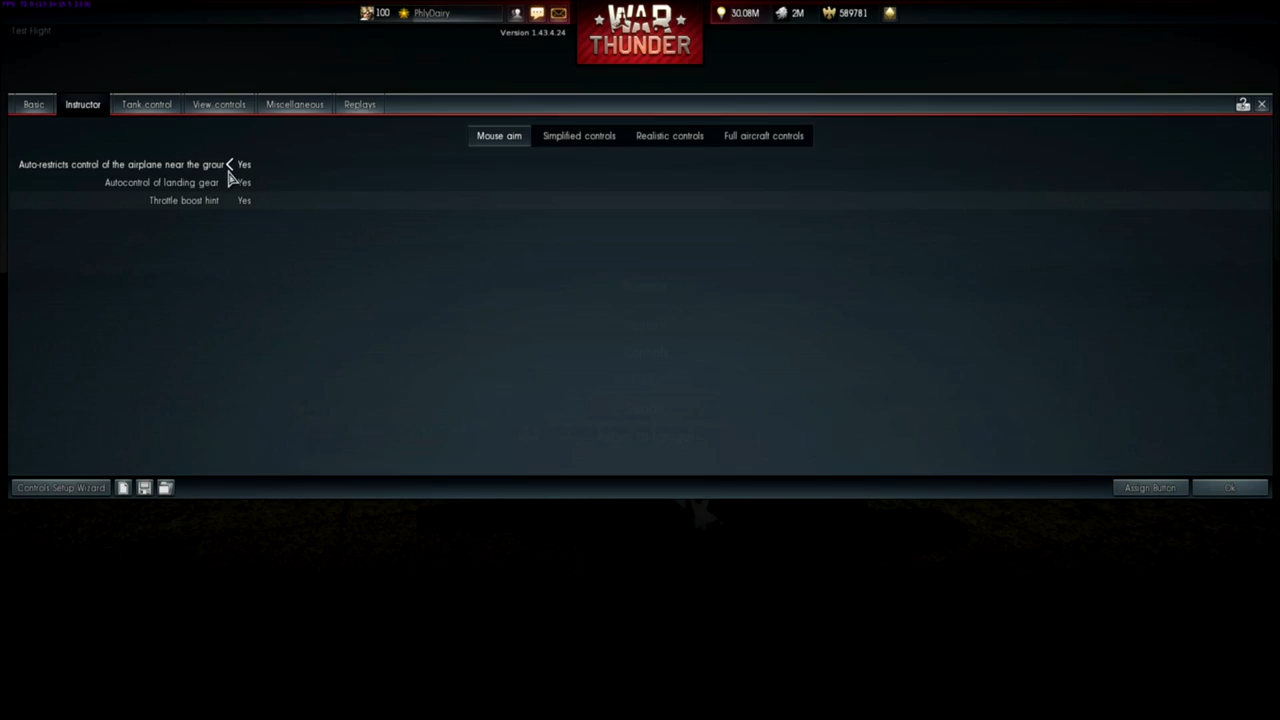 100 PhlyDairy
30.08M 2M 589781
WAR
THUNDER
Test Flight
Version 1.43.4.24
Basic Instructor Tank control View controls Miscellaneous Replays
Mouse aim Simplified controls Realistic controls Full aircraft controls
Auto-restricts control of the airplane near the grour Yes
Autocontrol of landing gear Yes
Throttle boost hint Yes
Controls Setup Wizard Assign Button Ok